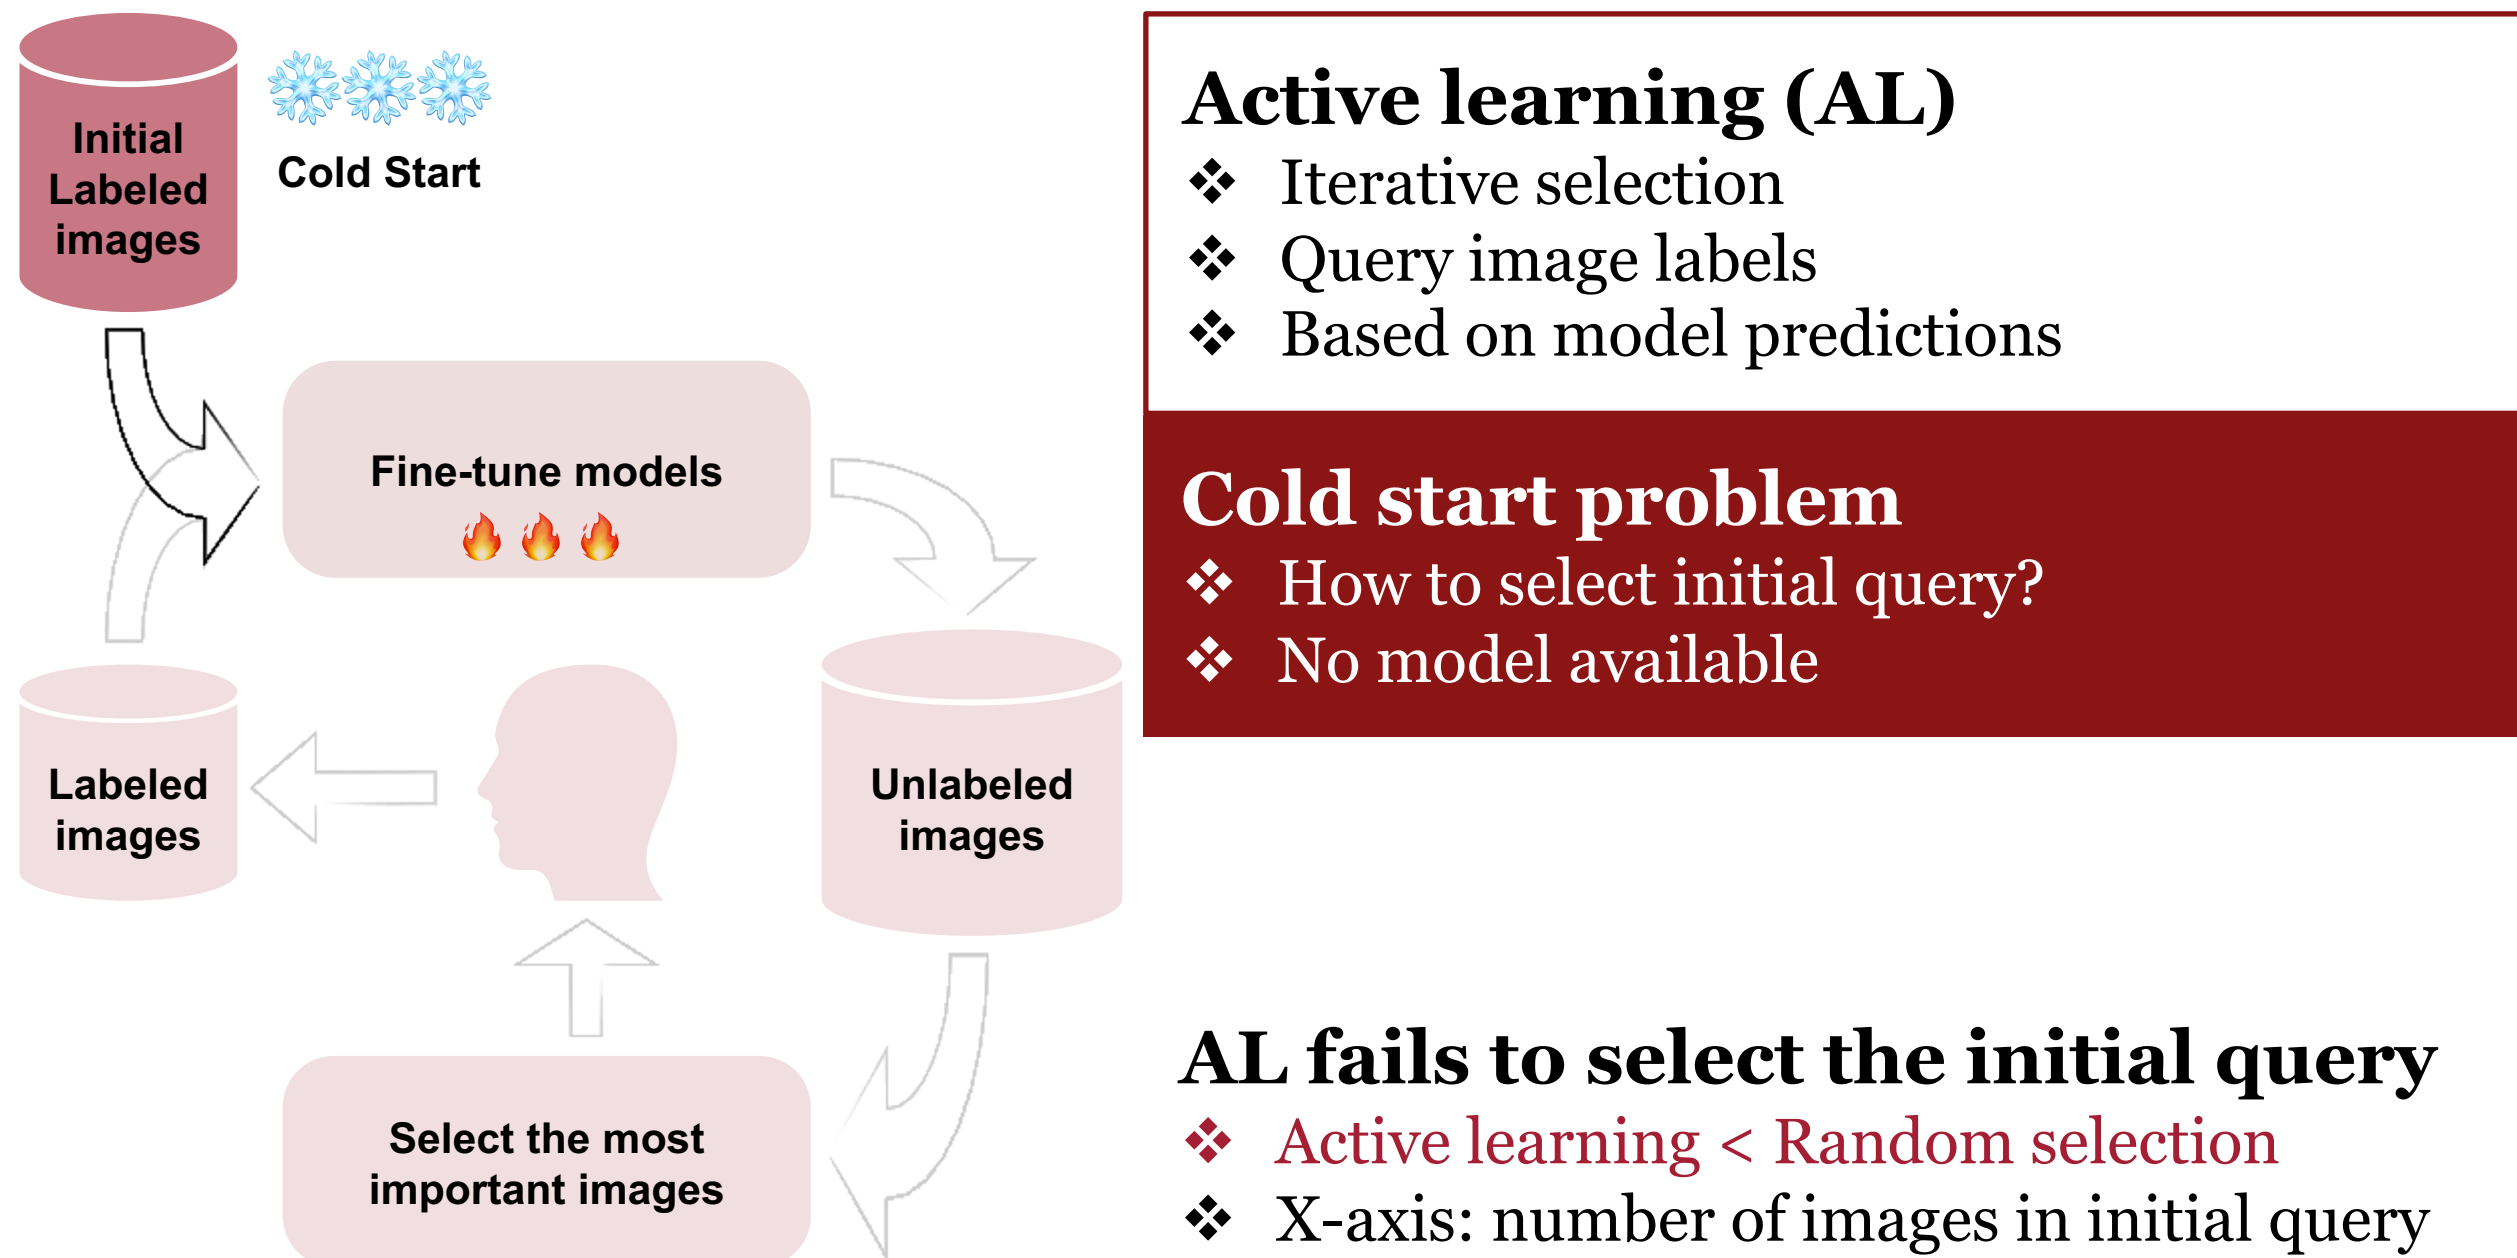 Initial
Labeled
images
Cold Start
Fine-tune models
Labeled
images
Unlabeled
images
Select the most
important images
Active learning (AL)
❖ Iterative selection
❖ Query image labels
❖ Based on model predictions
Cold start problem
❖ How to select initial query?
❖ No model available
AL fails to select the initial query
❖ Active learning < Random selection
❖ X-axis: number of images in initial query